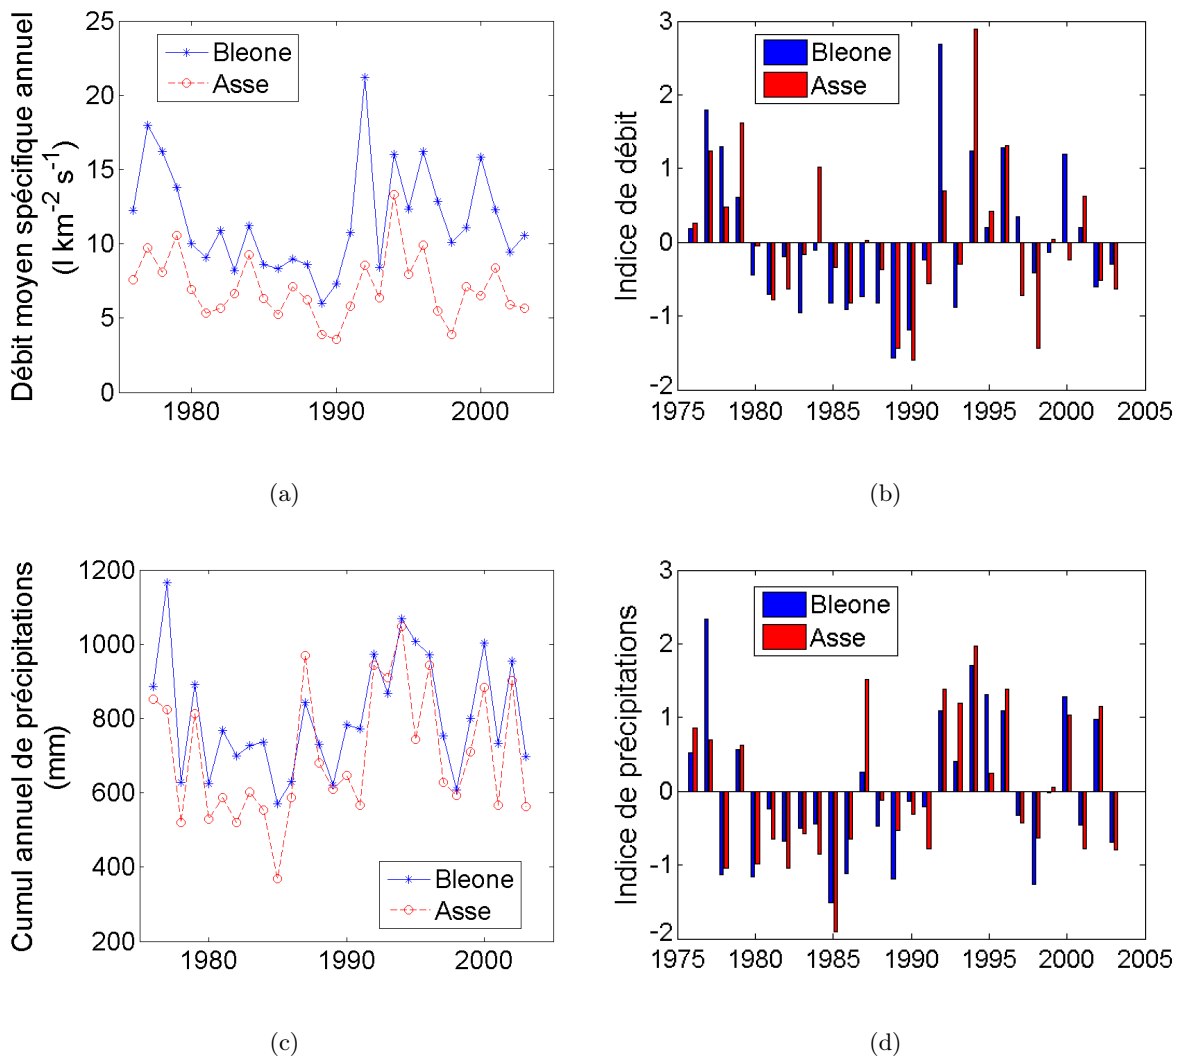 Débit moyen spécifique annuel
(l km-2 s-1)
25
20
15
10
5
0
Bleone
Asse
1980
1990
2000
(a)
Indice de débit
3
2
1
0
-1
-2
Bleone
Asse
1975
1980
1985
1990
1995
2000
2005
(b)
Cumul annuel de précipitations
(mm)
1200
1000
800
600
400
200
Bleone
Asse
1980
1990
2000
(c)
Indice de précipitations
3
2
1
0
-1
-2
Bleone
Asse
1975
1980
1985
1990
1995
2000
2005
(d)